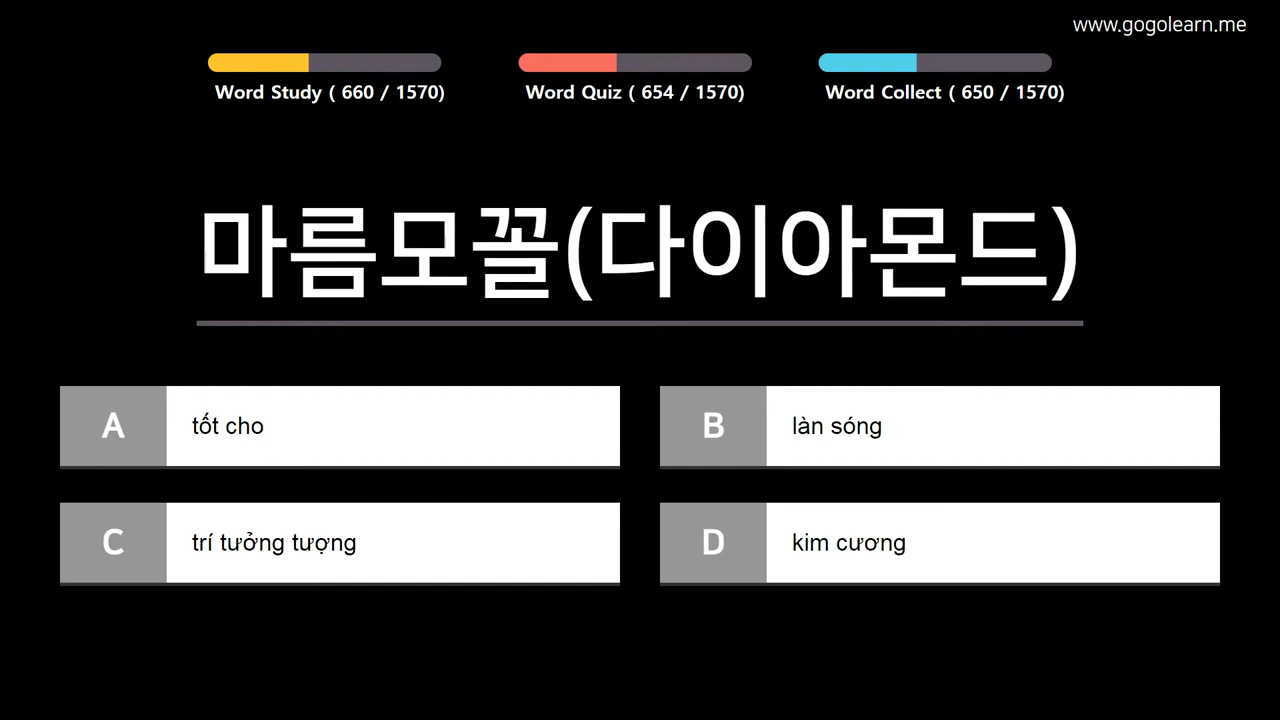 www.gogolearn.me
Word Study ( 660 / 1570)
Word Quiz ( 654 / 1570)
Word Collect ( 650 / 1570)
마름모꼴(다이아몬드)
A tốt cho
B làn sóng
C trí tưởng tượng
D kim cương